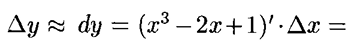 Δy ≈ dy = (x³ − 2x + 1)′ · Δx =